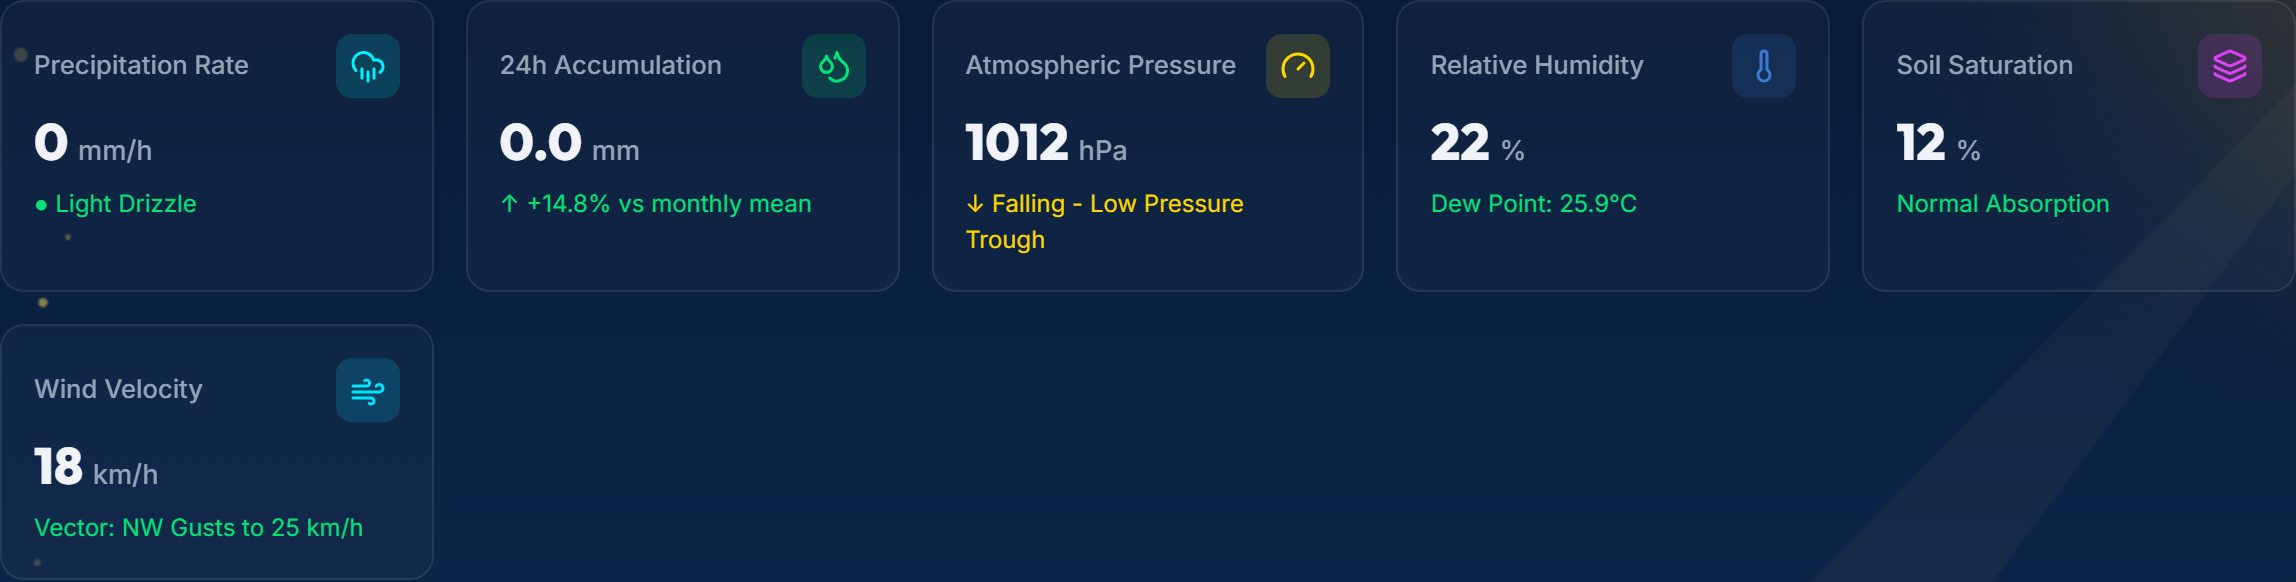 Precipitation Rate
0 mm/h
● Light Drizzle
24h Accumulation
0.0 mm
↑ +14.8% vs monthly mean
Atmospheric Pressure
1012 hPa
↓ Falling - Low Pressure
Trough
Relative Humidity
22 %
Dew Point: 25.9°C
Soil Saturation
12 %
Normal Absorption
Wind Velocity
18 km/h
Vector: NW Gusts to 25 km/h